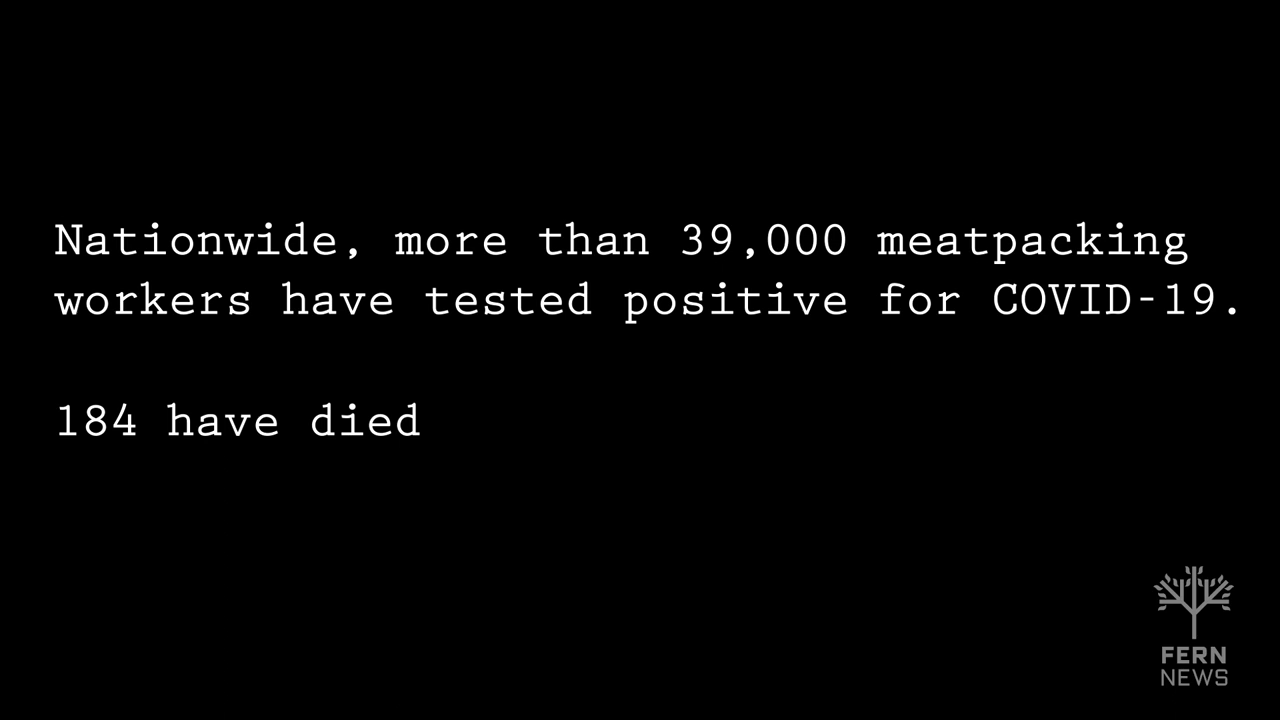 Nationwide, more than 39,000 meatpacking
workers have tested positive for COVID-19.
184 have died
FERN
NEWS